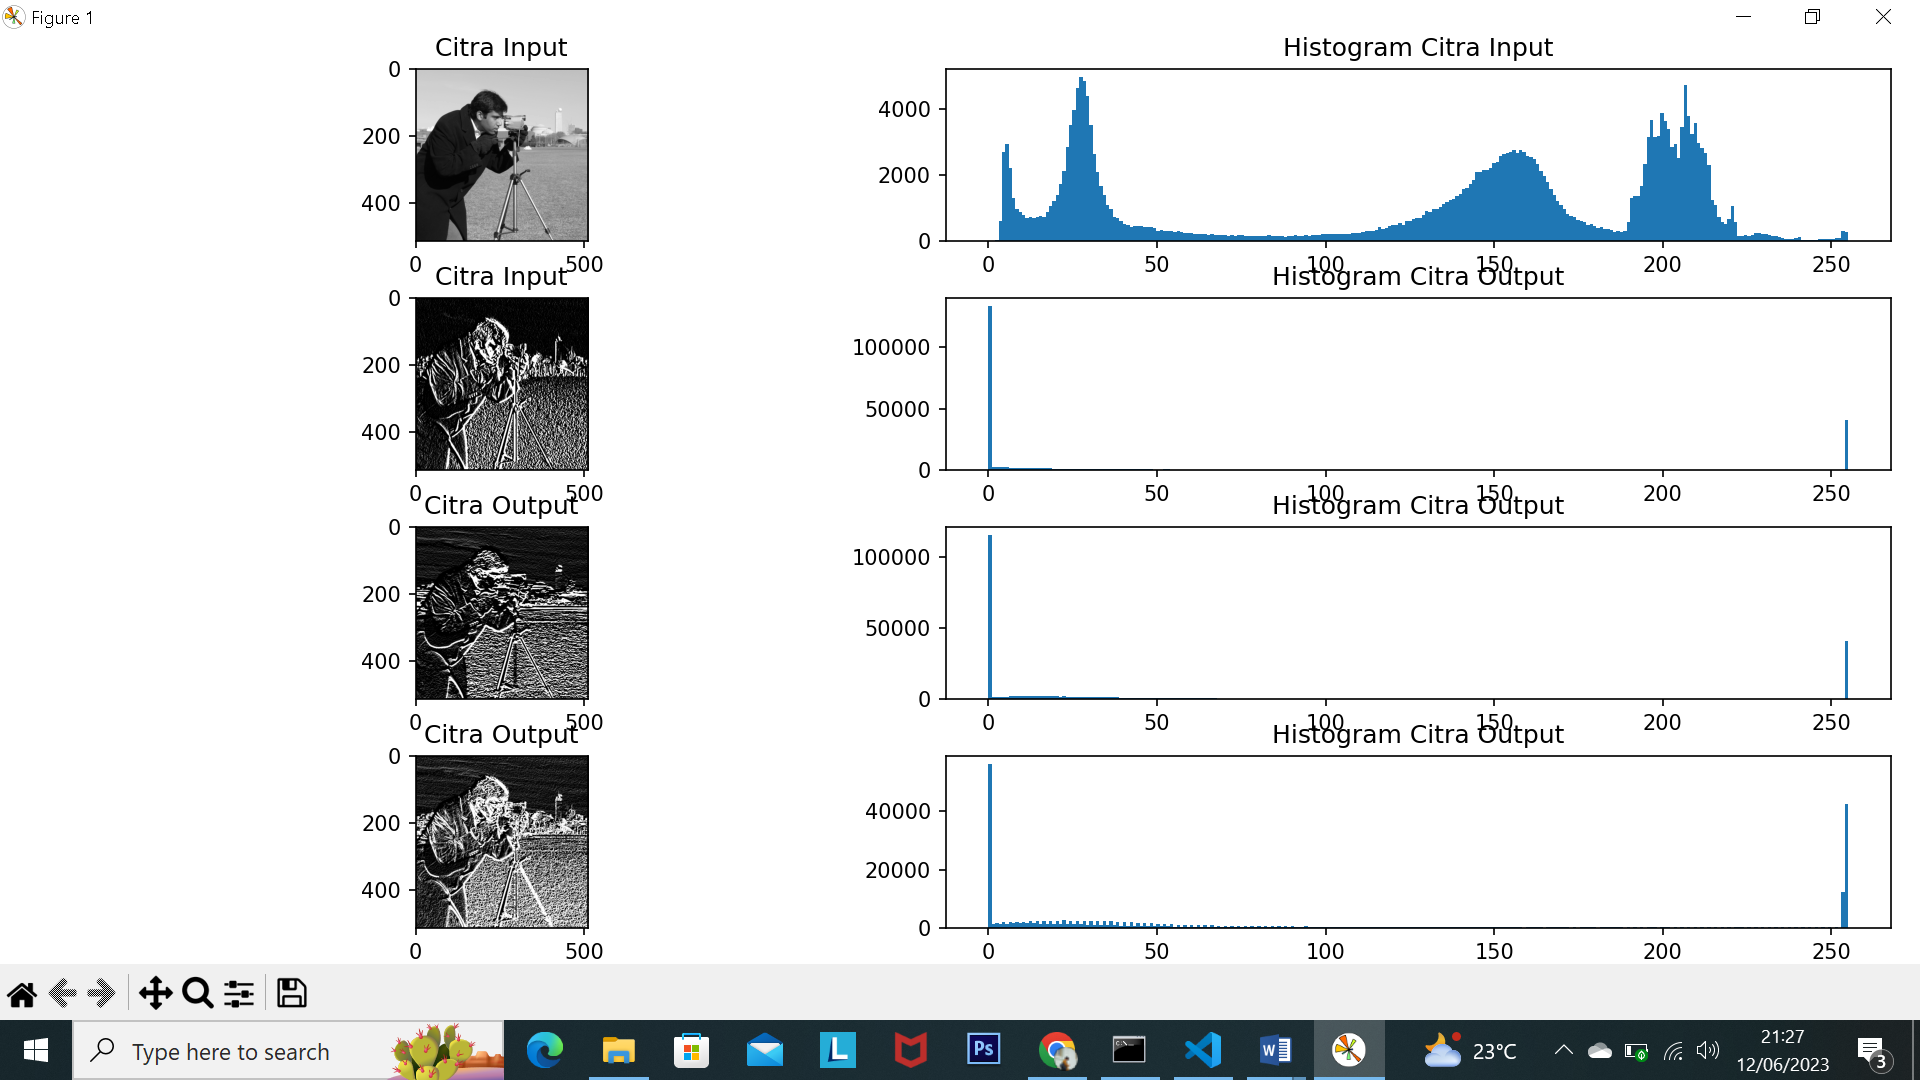 Figure 1
Citra Input
0
200
400
0 500
Histogram Citra Input
4000
2000
0
0 50 100 150 200 250
Citra Input
0
200
400
0 500
Histogram Citra Output
100000
50000
0
0 50 100 150 200 250
Citra Output
0
200
400
0 500
Histogram Citra Output
100000
50000
0
0 50 100 150 200 250
Citra Output
0
200
400
0 500
Histogram Citra Output
40000
20000
0
0 50 100 150 200 250
Type here to search
L
Ps
W
23°C
21:27
12/06/2023
3